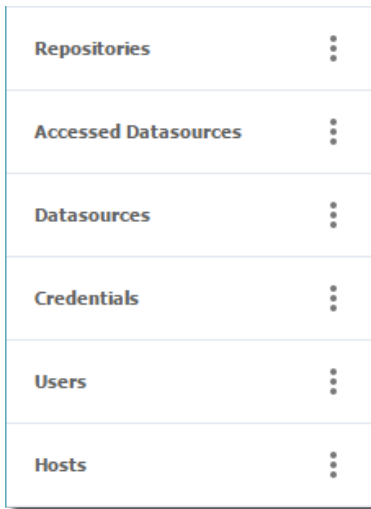 Repositories
Accessed Datasources
Datasources
Credentials
Users
Hosts